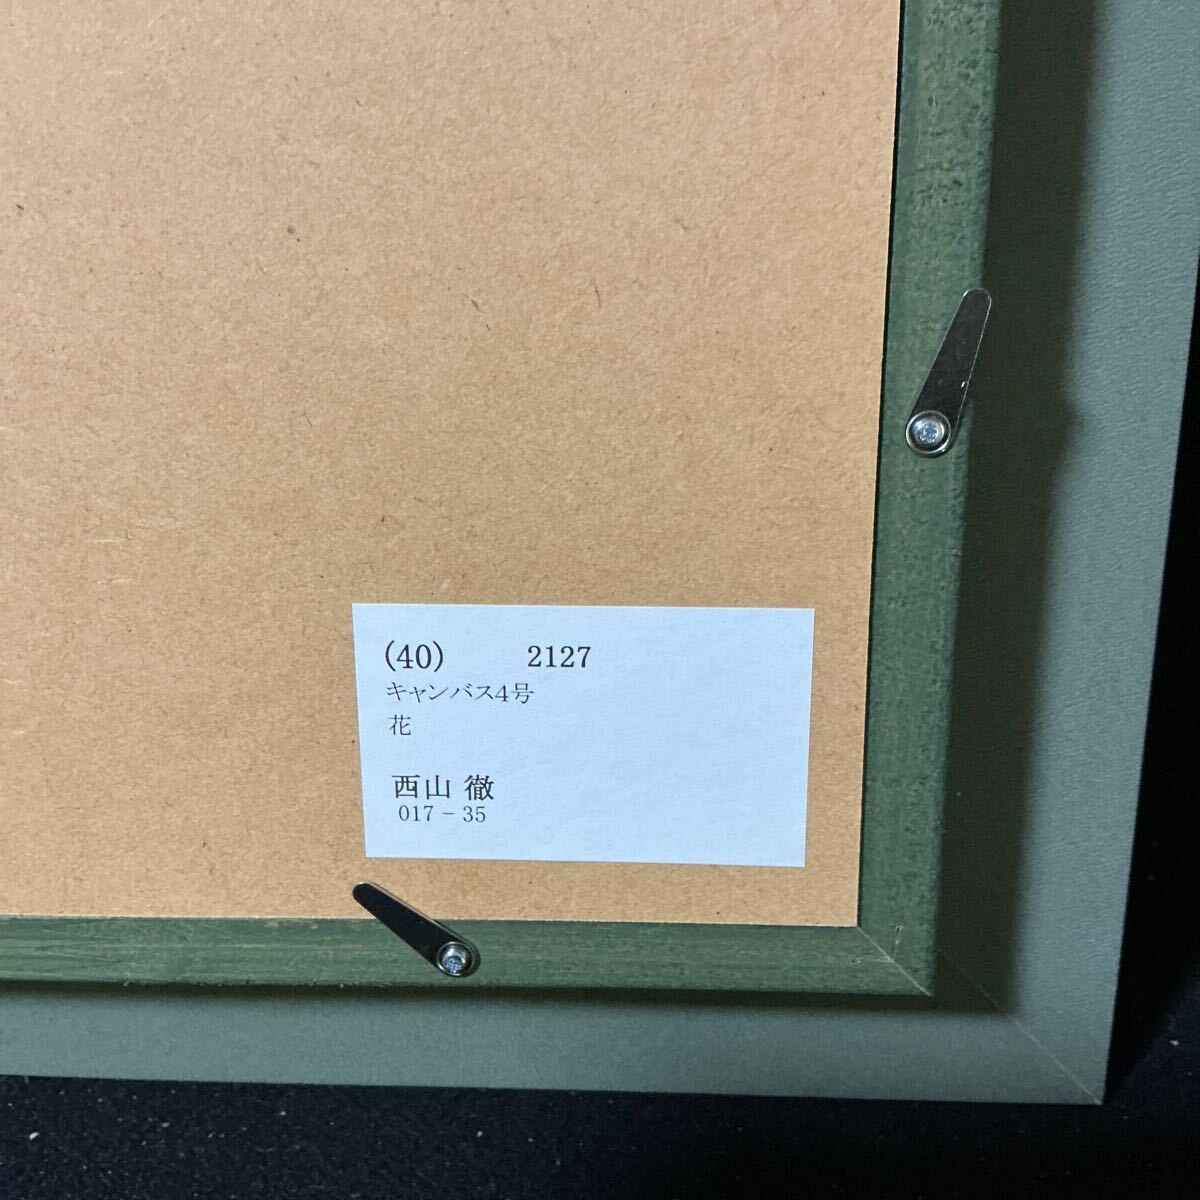 (40) 2127
キャンバス4号
花
西山 徹
017-35